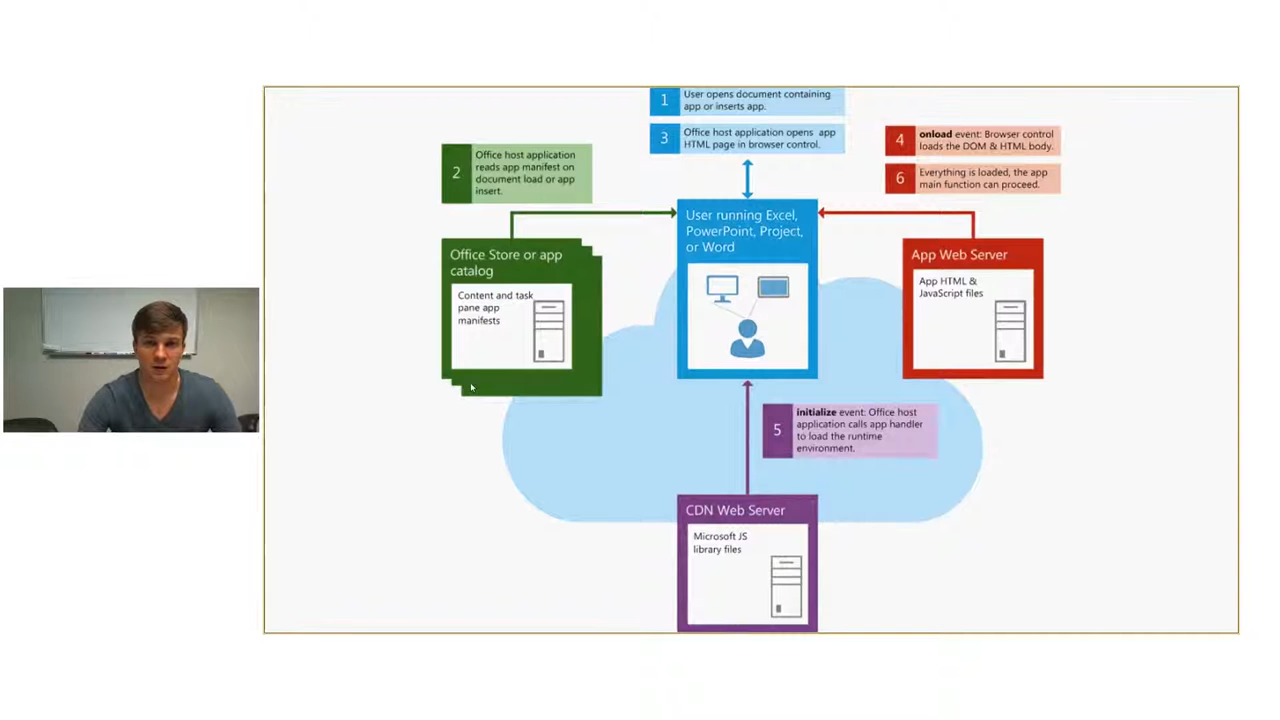 1
User opens document containing
app or inserts app.
3
Office host application opens app
HTML page in browser control.
4
onload event: Browser control
loads the DOM & HTML body.
6
Everything is loaded, the app
main function can proceed.
2
Office host application
reads app manifest on
document load or app
insert.
User running Excel,
PowerPoint, Project,
or Word
Office Store or app
catalog
Content and task
pane app
manifests
App Web Server
App HTML &
JavaScript files
5
initialize event: Office host
application calls app handler
to load the runtime
environment.
CDN Web Server
Microsoft JS
library files